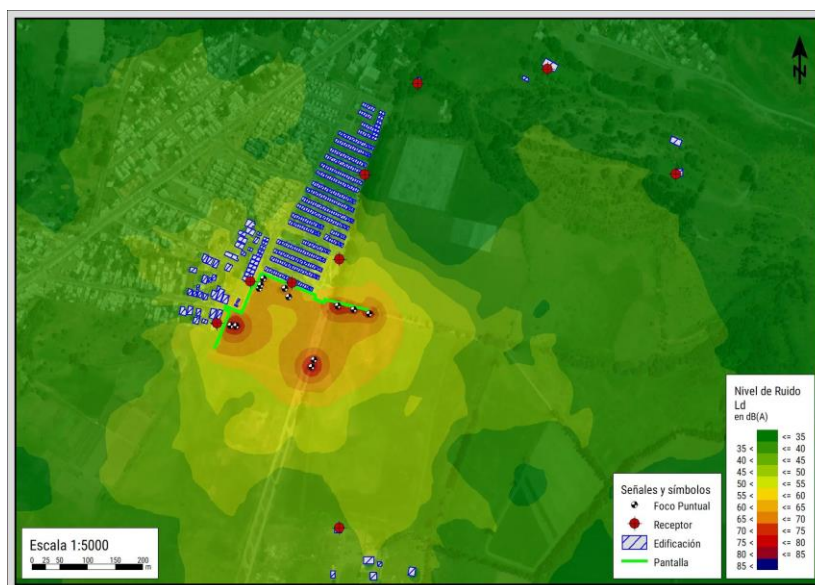 N
Nivel de Ruido
Ld
en dB(A)
<= 35
35 < <= 40
40 < <= 45
45 < <= 50
50 < <= 55
55 < <= 60
60 < <= 65
65 < <= 70
70 < <= 75
75 < <= 80
80 < <= 85
85 <
Señales y símbolos
Foco Puntual
Receptor
Edificación
Pantalla
Escala 1:5000
0 25 50 100 150 200
m